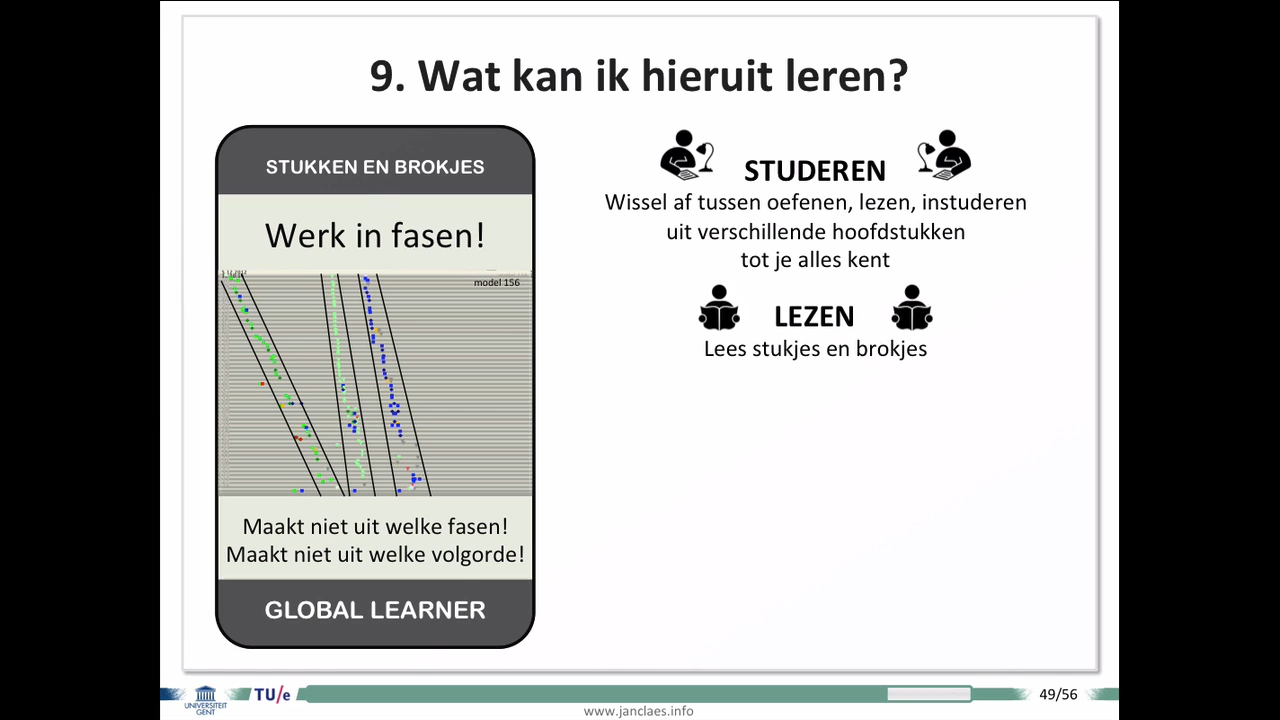 9. Wat kan ik hieruit leren?
STUKKEN EN BROKJES
Werk in fasen!
model 156
Maakt niet uit welke fasen!
Maakt niet uit welke volgorde!
GLOBAL LEARNER
STUDEREN
Wissel af tussen oefenen, lezen, instuderen
uit verschillende hoofdstukken
tot je alles kent
LEZEN
Lees stukjes en brokjes
UNIVERSITEIT
GENT
TU/e
49/56
www.janclaes.info